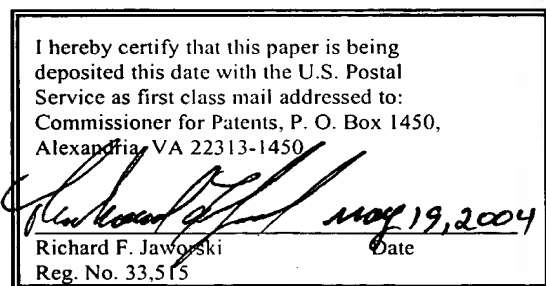 I hereby certify that this paper is being
deposited this date with the U.S. Postal
Service as first class mail addressed to:
Commissioner for Patents, P. O. Box 1450,
Alexandria, VA 22313-1450
May 19, 2004
Richard F. Jaworski Date
Reg. No. 33,515